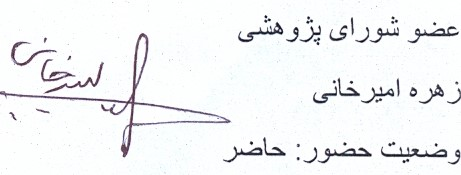 عضو شورای پژوهشی
زهره امیرخانی
وضعیت حضور: حاضر